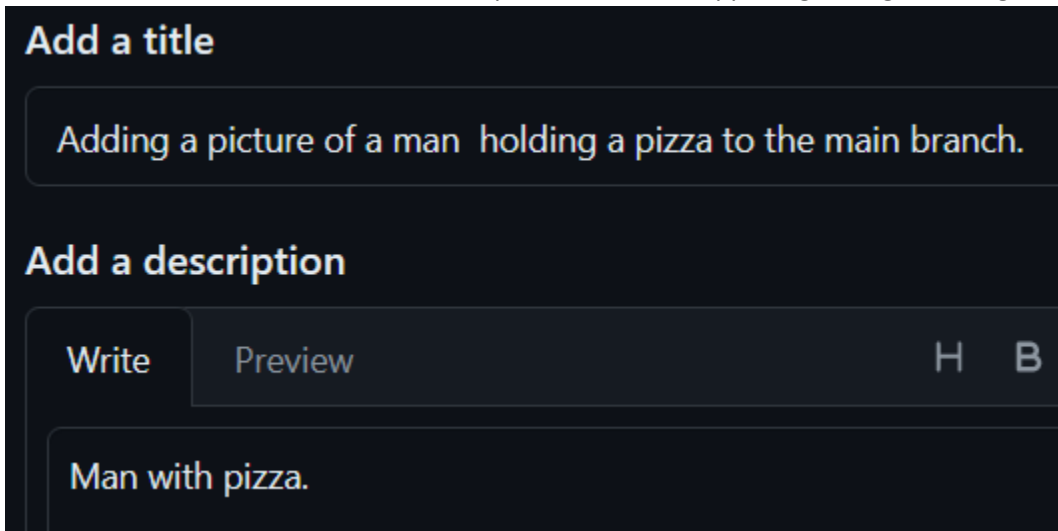 Add a title
Adding a picture of a man  holding a pizza to the main branch.
Add a description
Write Preview H B
Man with pizza.